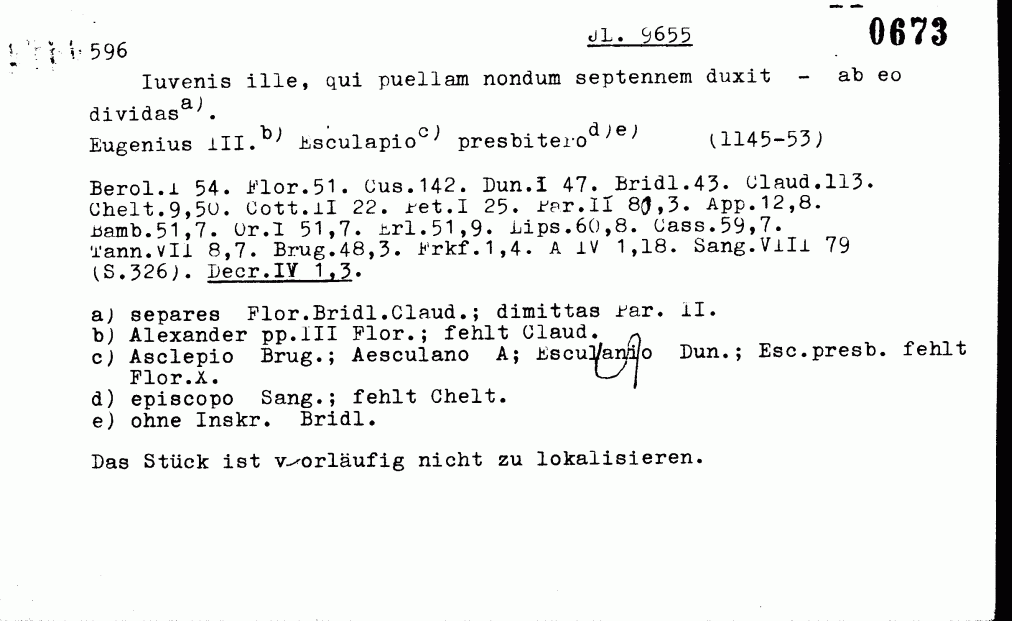 JL. 9655 0673
596
Iuvenis ille, qui puellam nondum septennem duxit - ab eo
dividas a).
Eugenius III. b) Esculapio c) presbitero d)e) (1145-53)
Berol.I 54. Flor.51. Cus.142. Dun.I 47. Bridl.43. Claud.113.
Chelt.9,50. Cott.II 22. Pet.I 25. Par.II 80,3. App.12,8.
Bamb.51,7. Or.I 51,7. Erl.51,9. Lips.60,8. Cass.59,7.
Tann.VII 8,7. Brug.48,3. Frkf.1,4. A IV 1,18. Sang.VIII 79
(S.326). Decr.IV 1,3.
a) separes Flor.Bridl.Claud.; dimittas Par. II.
b) Alexander pp.III Flor.; fehlt Claud.
c) Asclepio Brug.; Aesculano A; Dun.; Esc.presb. fehlt
Flor.X.
d) episcopo Sang.; fehlt Chelt.
e) ohne Inskr. Bridl.
Das Stück ist vorläufig nicht zu lokalisieren.